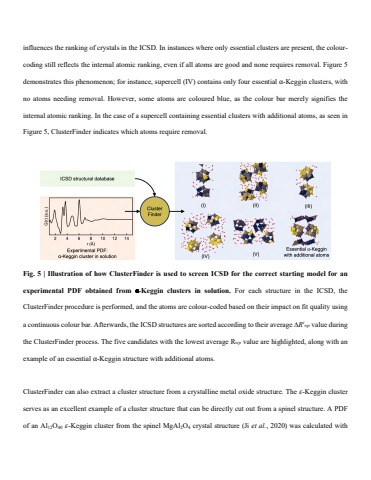 influences the ranking of crystals in the ICSD. In instances where only essential clusters are present, the colour-
coding still reflects the internal atomic ranking, even if all atoms are good and none requires removal. Figure 5
demonstrates this phenomenon; for instance, supercell (IV) contains only four essential α-Keggin clusters, with
no atoms needing removal. However, some atoms are coloured blue, as the colour bar merely signifies the
internal atomic ranking. In the case of a supercell containing essential clusters with additional atoms, as seen in
Figure 5, ClusterFinder indicates which atoms require removal.
ICSD structural database
Cluster
Finder
G(r) (a.u.)
2 4 6 8 10 12 14
r (Å)
Experimental PDF:
α-Keggin cluster in solution
(I) (II) (III)
(IV) (V) Essential α-Keggin
with additional atoms
Fig. 5 | Illustration of how ClusterFinder is used to screen ICSD for the correct starting model for an
experimental PDF obtained from α-Keggin clusters in solution. For each structure in the ICSD, the
ClusterFinder procedure is performed, and the atoms are colour-coded based on their impact on fit quality using
a continuous colour bar. Afterwards, the ICSD structures are sorted according to their average ΔRⁱwp value during
the ClusterFinder process. The five candidates with the lowest average Rwp value are highlighted, along with an
example of an essential α-Keggin structure with additional atoms.
ClusterFinder can also extract a cluster structure from a crystalline metal oxide structure. The ε-Keggin cluster
serves as an excellent example of a cluster structure that can be directly cut out from a spinel structure. A PDF
of an Al₁₃O₄₀ ε-Keggin cluster from the spinel MgAl₂O₄ crystal structure (Ji et al., 2020) was calculated with